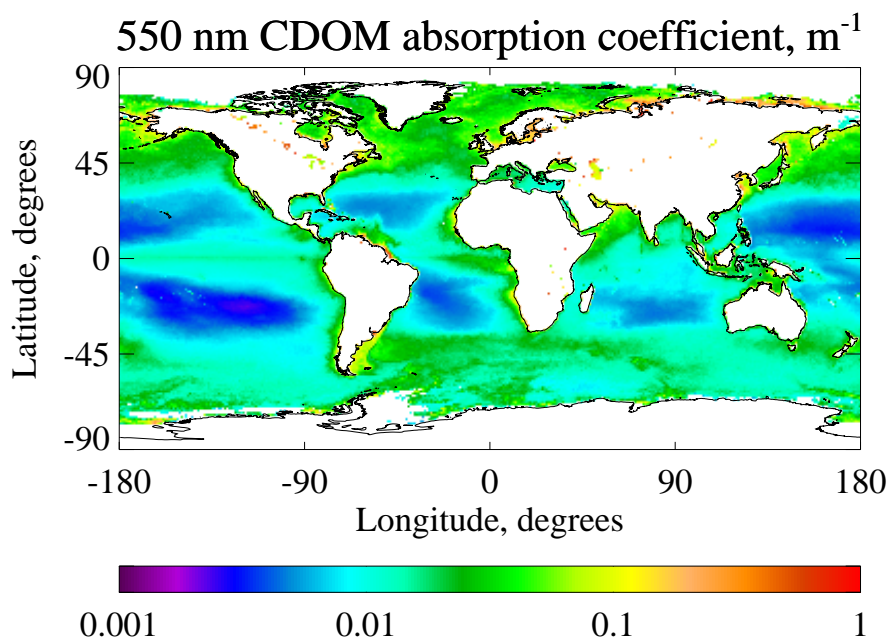 550 nm CDOM absorption coefficient, m-1
90
45
0
-45
-90
Latitude, degrees
-180 -90 0 90 180
Longitude, degrees
0.001 0.01 0.1 1